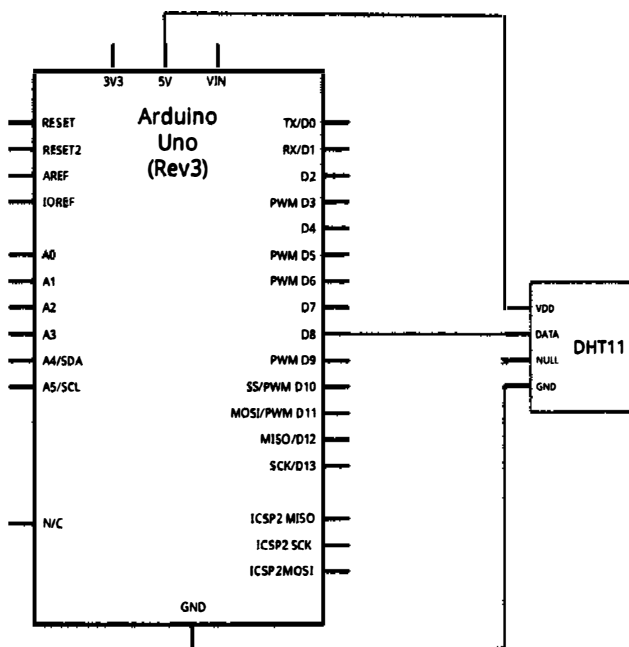 3V3 5V VIN
Arduino
Uno
(Rev3)
RESET
RESET2
AREF
IOREF
A0
A1
A2
A3
A4/SDA
A5/SCL
N/C
TX/D0
RX/D1
D2
PWM D3
D4
PWM D5
PWM D6
D7
D8
PWM D9
SS/PWM D10
MOSI/PWM D11
MISO/D12
SCK/D13
ICSP2 MISO
ICSP2 SCK
ICSP2MOSI
GND
VDD
DATA
NULL
GND
DHT11